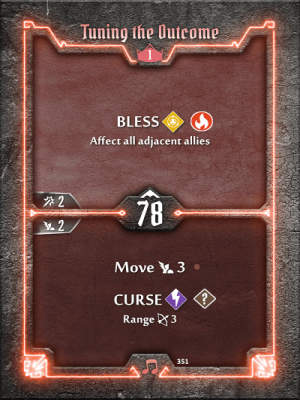 Tuning the Outcome
1
BLESS
Affect all adjacent allies
2
78
2
Move 3
CURSE ?
Range 3
351